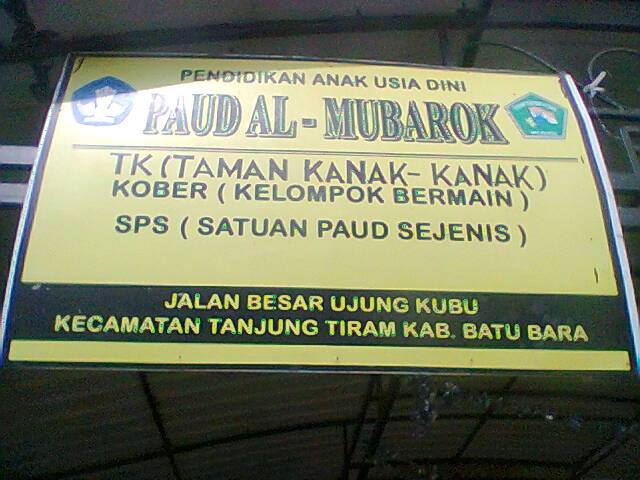 PENDIDIKAN ANAK USIA DINI
PAUD AL - MUBAROK
TK (TAMAN KANAK- KANAK)
KOBER ( KELOMPOK BERMAIN )
SPS ( SATUAN PAUD SEJENIS )
JALAN BESAR UJUNG KUBU
KECAMATAN TANJUNG TIRAM KAB. BATU BARA